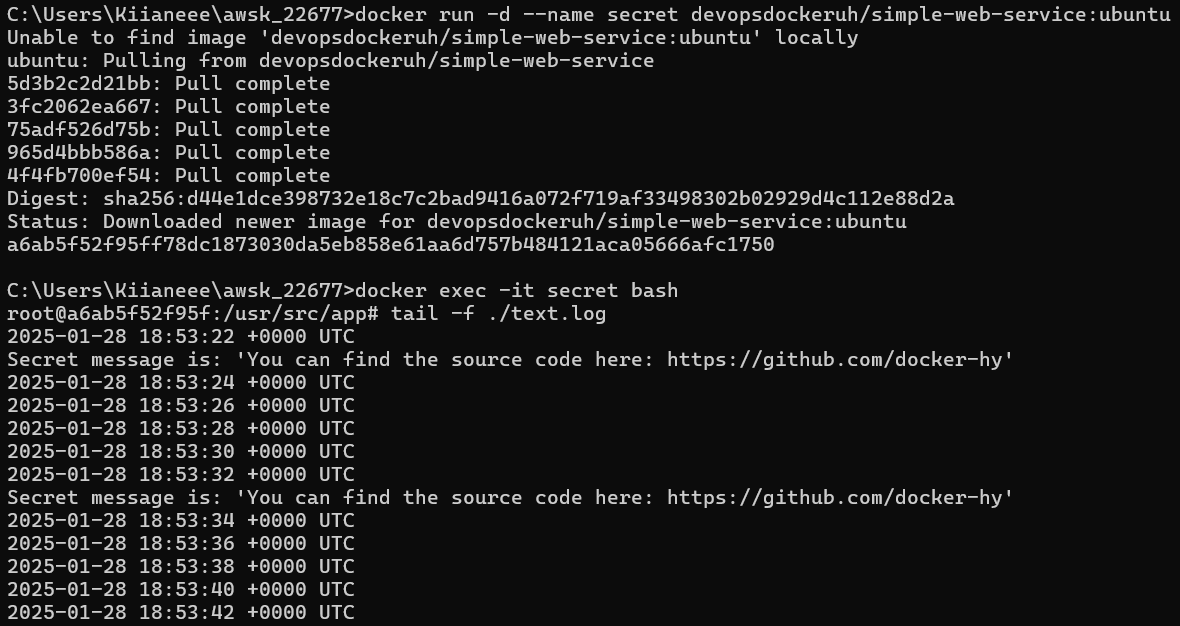 C:\Users\Kiianeee\awsk_22677>docker run -d --name secret devopsdockeruh/simple-web-service:ubuntu
Unable to find image 'devopsdockeruh/simple-web-service:ubuntu' locally
ubuntu: Pulling from devopsdockeruh/simple-web-service
5d3b2c2d21bb: Pull complete
3fc2062ea667: Pull complete
75adf526d75b: Pull complete
965d4bbb586a: Pull complete
4f4fb700ef54: Pull complete
Digest: sha256:d44e1dce398732e18c7c2bad9416a072f719af33498302b02929d4c112e88d2a
Status: Downloaded newer image for devopsdockeruh/simple-web-service:ubuntu
a6ab5f52f95ff78dc1873030da5eb858e61aa6d757b484121aca05666afc1750
C:\Users\Kiianeee\awsk_22677>docker exec -it secret bash
root@a6ab5f52f95f:/usr/src/app# tail -f ./text.log
2025-01-28 18:53:22 +0000 UTC
Secret message is: 'You can find the source code here: https://github.com/docker-hy'
2025-01-28 18:53:24 +0000 UTC
2025-01-28 18:53:26 +0000 UTC
2025-01-28 18:53:28 +0000 UTC
2025-01-28 18:53:30 +0000 UTC
2025-01-28 18:53:32 +0000 UTC
Secret message is: 'You can find the source code here: https://github.com/docker-hy'
2025-01-28 18:53:34 +0000 UTC
2025-01-28 18:53:36 +0000 UTC
2025-01-28 18:53:38 +0000 UTC
2025-01-28 18:53:40 +0000 UTC
2025-01-28 18:53:42 +0000 UTC